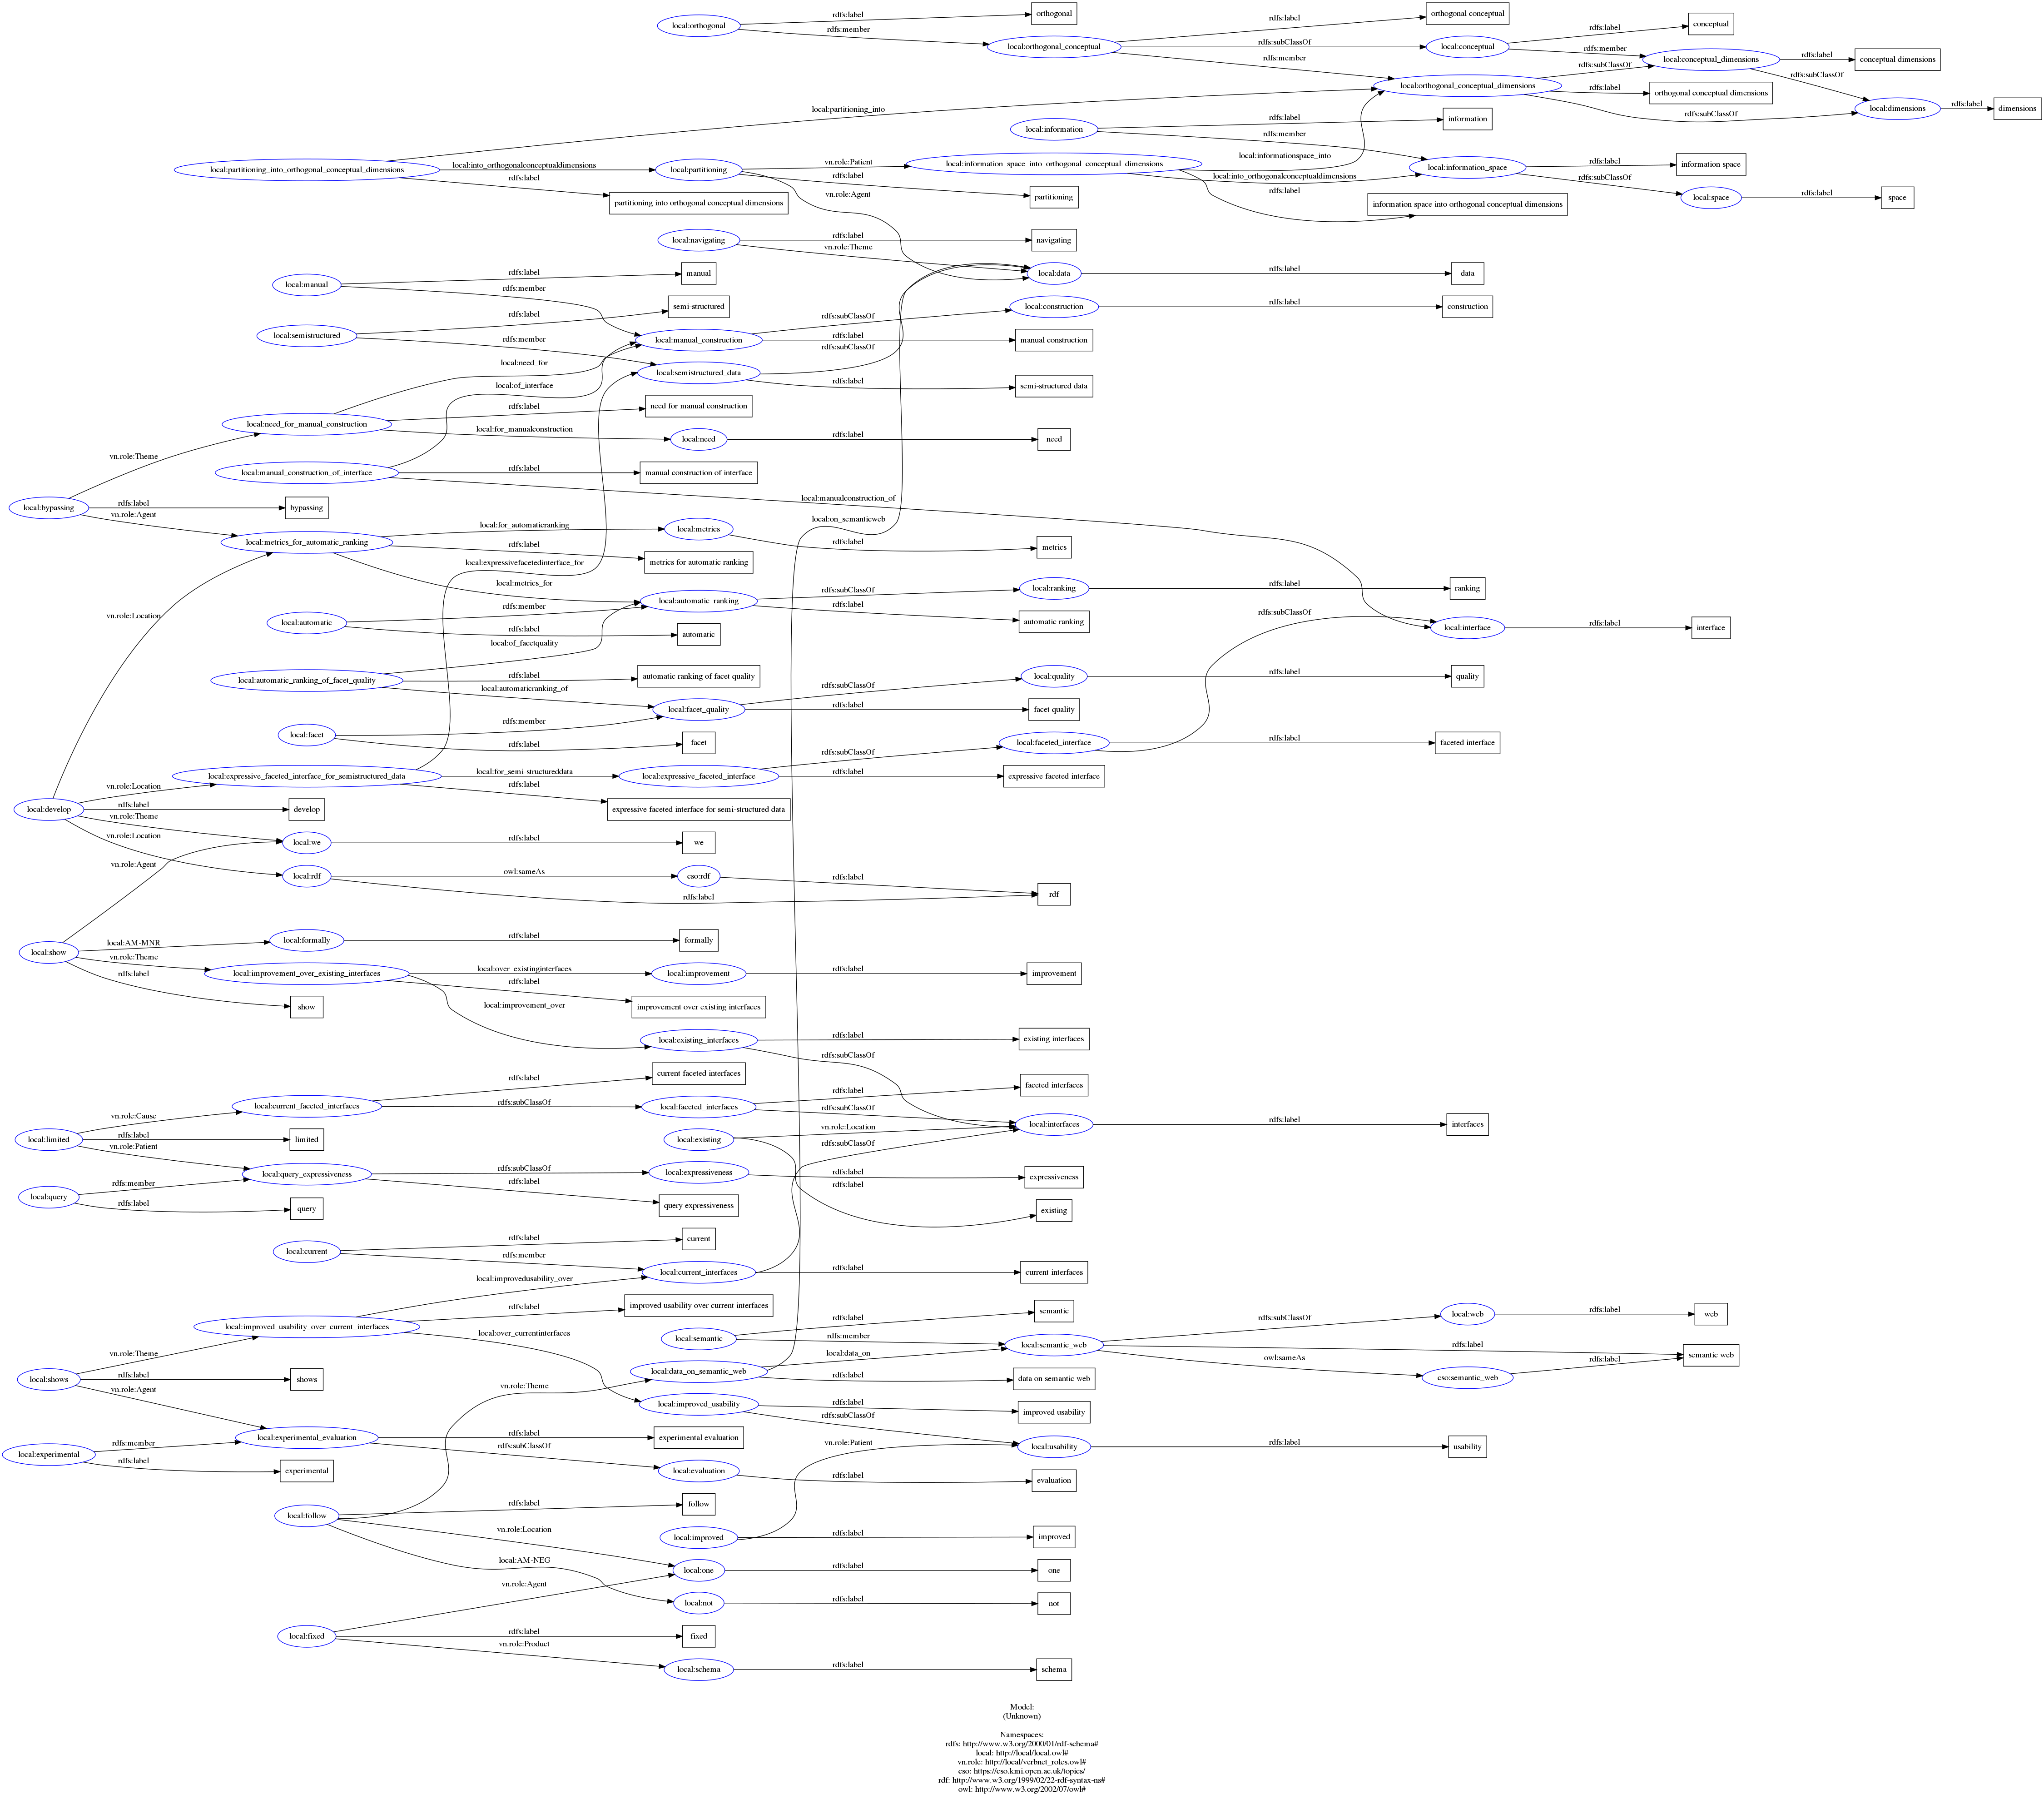 rdfs:label
orthogonal
orthogonal conceptual
local:orthogonal
rdfs:member
rdfs:label
rdfs:label
conceptual
local:orthogonal_conceptual
rdfs:subClassOf
local:conceptual
rdfs:member
rdfs:label
rdfs:member
rdfs:subClassOf
local:conceptual_dimensions
conceptual dimensions
rdfs:subClassOf
local:orthogonal_conceptual_dimensions
rdfs:label
orthogonal conceptual dimensions
local:partitioning_into
rdfs:subClassOf
local:dimensions
rdfs:label
dimensions
local:information
rdfs:label
information
rdfs:member
local:partitioning_into_orthogonal_conceptual_dimensions
local:into_orthogonalconceptualdimensions
rdfs:label
local:partitioning
vn.role:Patient
rdfs:label
vn.role:Agent
local:information_space_into_orthogonal_conceptual_dimensions
local:informationspace_into
local:into_orthogonalconceptualdimensions
rdfs:label
local:information_space
rdfs:label
information space
rdfs:subClassOf
local:space
rdfs:label
space
partitioning into orthogonal conceptual dimensions
partitioning
information space into orthogonal conceptual dimensions
local:navigating
rdfs:label
navigating
vn.role:Theme
local:manual
rdfs:label
manual
rdfs:member
local:data
rdfs:label
data
local:semistructured
rdfs:label
semi-structured
rdfs:member
local:construction
rdfs:label
construction
local:manual_construction
rdfs:subClassOf
rdfs:label
manual construction
rdfs:subClassOf
local:need_for
local:semistructured_data
rdfs:label
semi-structured data
local:of_interface
local:need_for_manual_construction
rdfs:label
need for manual construction
local:for_manualconstruction
local:need
rdfs:label
need
vn.role:Theme
local:manual_construction_of_interface
rdfs:label
manual construction of interface
local:manualconstruction_of
local:bypassing
rdfs:label
bypassing
vn.role:Agent
local:on_semanticweb
local:metrics_for_automatic_ranking
local:for_automaticranking
local:metrics
rdfs:label
metrics
rdfs:label
metrics for automatic ranking
local:expressivefacetedinterface_for
local:metrics_for
local:automatic_ranking
rdfs:subClassOf
local:ranking
rdfs:label
ranking
vn.role:Location
local:automatic
rdfs:member
rdfs:label
automatic
rdfs:label
automatic ranking
rdfs:subClassOf
local:interface
rdfs:label
interface
local:of_facetquality
local:automatic_ranking_of_facet_quality
rdfs:label
automatic ranking of facet quality
local:automaticranking_of
local:facet_quality
rdfs:subClassOf
local:quality
rdfs:label
quality
rdfs:label
facet quality
local:facet
rdfs:member
rdfs:label
facet
local:faceted_interface
rdfs:label
faceted interface
rdfs:subClassOf
local:expressive_faceted_interface_for_semistructured_data
local:for_semi-structureddata
local:expressive_faceted_interface
rdfs:label
expressive faceted interface
rdfs:label
expressive faceted interface for semi-structured data
local:develop
vn.role:Location
rdfs:label
develop
vn.role:Theme
vn.role:Location
local:we
rdfs:label
we
vn.role:Agent
local:rdf
owl:sameAs
cso:rdf
rdfs:label
rdfs:label
rdf
local:show
local:AM-MNR
local:formally
rdfs:label
formally
vn.role:Theme
rdfs:label
show
local:improvement_over_existing_interfaces
local:over_existinginterfaces
local:improvement
rdfs:label
improvement
rdfs:label
improvement over existing interfaces
local:improvement_over
local:existing_interfaces
rdfs:label
existing interfaces
rdfs:subClassOf
rdfs:label
current faceted interfaces
local:current_faceted_interfaces
rdfs:subClassOf
local:faceted_interfaces
rdfs:label
faceted interfaces
rdfs:subClassOf
local:interfaces
rdfs:label
interfaces
vn.role:Cause
local:limited
rdfs:label
limited
vn.role:Patient
local:existing
vn.role:Location
rdfs:subClassOf
rdfs:label
existing
local:query_expressiveness
rdfs:subClassOf
local:expressiveness
rdfs:label
expressiveness
rdfs:label
query expressiveness
local:query
rdfs:member
rdfs:label
query
local:current
rdfs:label
current
rdfs:member
local:current_interfaces
rdfs:label
current interfaces
local:improvedusability_over
local:improved_usability_over_current_interfaces
rdfs:label
improved usability over current interfaces
local:over_currentinterfaces
local:semantic
rdfs:label
semantic
rdfs:member
local:semantic_web
rdfs:subClassOf
local:web
rdfs:label
web
rdfs:label
semantic web
owl:sameAs
cso:semantic_web
rdfs:label
local:shows
vn.role:Theme
rdfs:label
shows
vn.role:Agent
vn.role:Theme
local:data_on_semantic_web
local:data_on
rdfs:label
data on semantic web
local:improved_usability
rdfs:label
improved usability
rdfs:subClassOf
local:experimental
rdfs:member
rdfs:label
experimental
local:experimental_evaluation
rdfs:label
experimental evaluation
rdfs:subClassOf
local:evaluation
rdfs:label
evaluation
vn.role:Patient
local:usability
rdfs:label
usability
local:follow
rdfs:label
follow
vn.role:Location
local:AM-NEG
local:improved
rdfs:label
improved
local:one
rdfs:label
one
vn.role:Agent
local:not
rdfs:label
not
local:fixed
rdfs:label
fixed
vn.role:Product
local:schema
rdfs:label
schema
Model:
(Unknown)
Namespaces:
rdfs: http://www.w3.org/2000/01/rdf-schema#
local: http://local/local.owl#
vn.role: http://local/verbnet_roles.owl#
cso: https://cso.kmi.open.ac.uk/topics/
rdf: http://www.w3.org/1999/02/22-rdf-syntax-ns#
owl: http://www.w3.org/2002/07/owl#